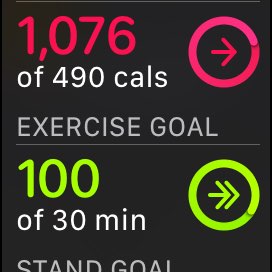 1,076
of 490 cals
EXERCISE GOAL
100
of 30 min
STAND GOAL